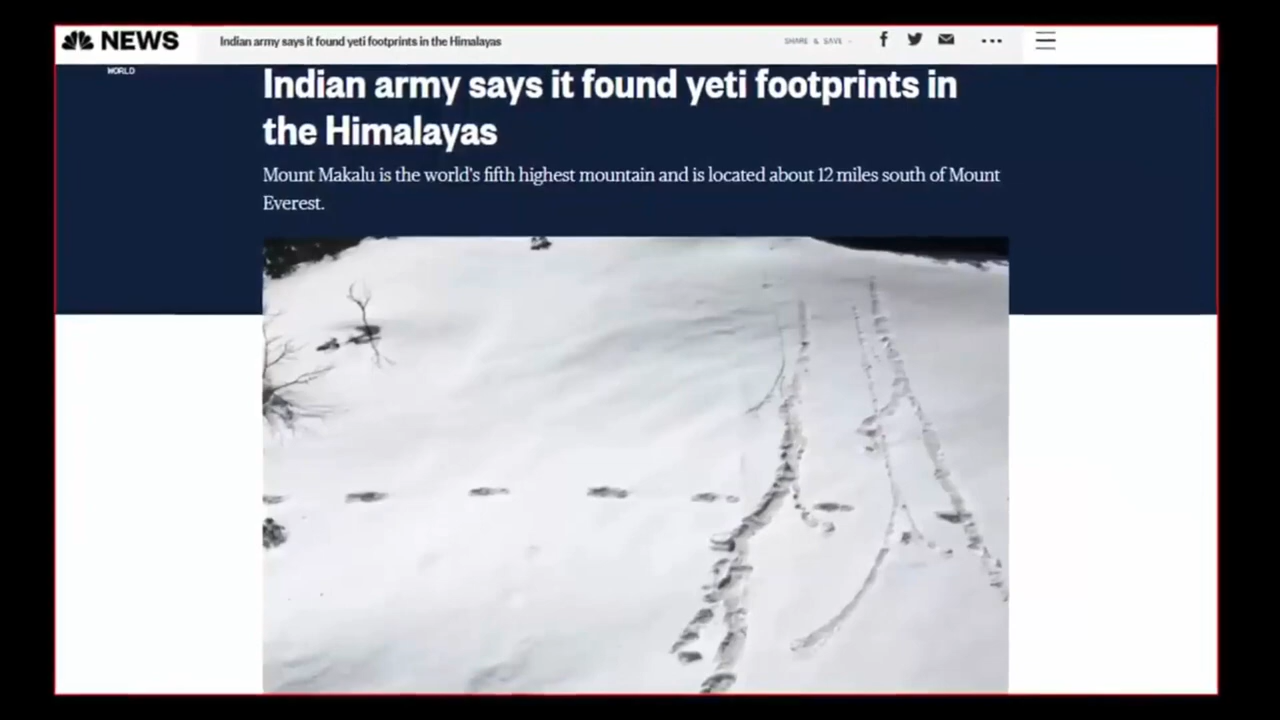 NEWS
Indian army says it found yeti footprints in the Himalayas
SHARE & SAVE -
WORLD
Indian army says it found yeti footprints in
the Himalayas
Mount Makalu is the world's fifth highest mountain and is located about 12 miles south of Mount
Everest.